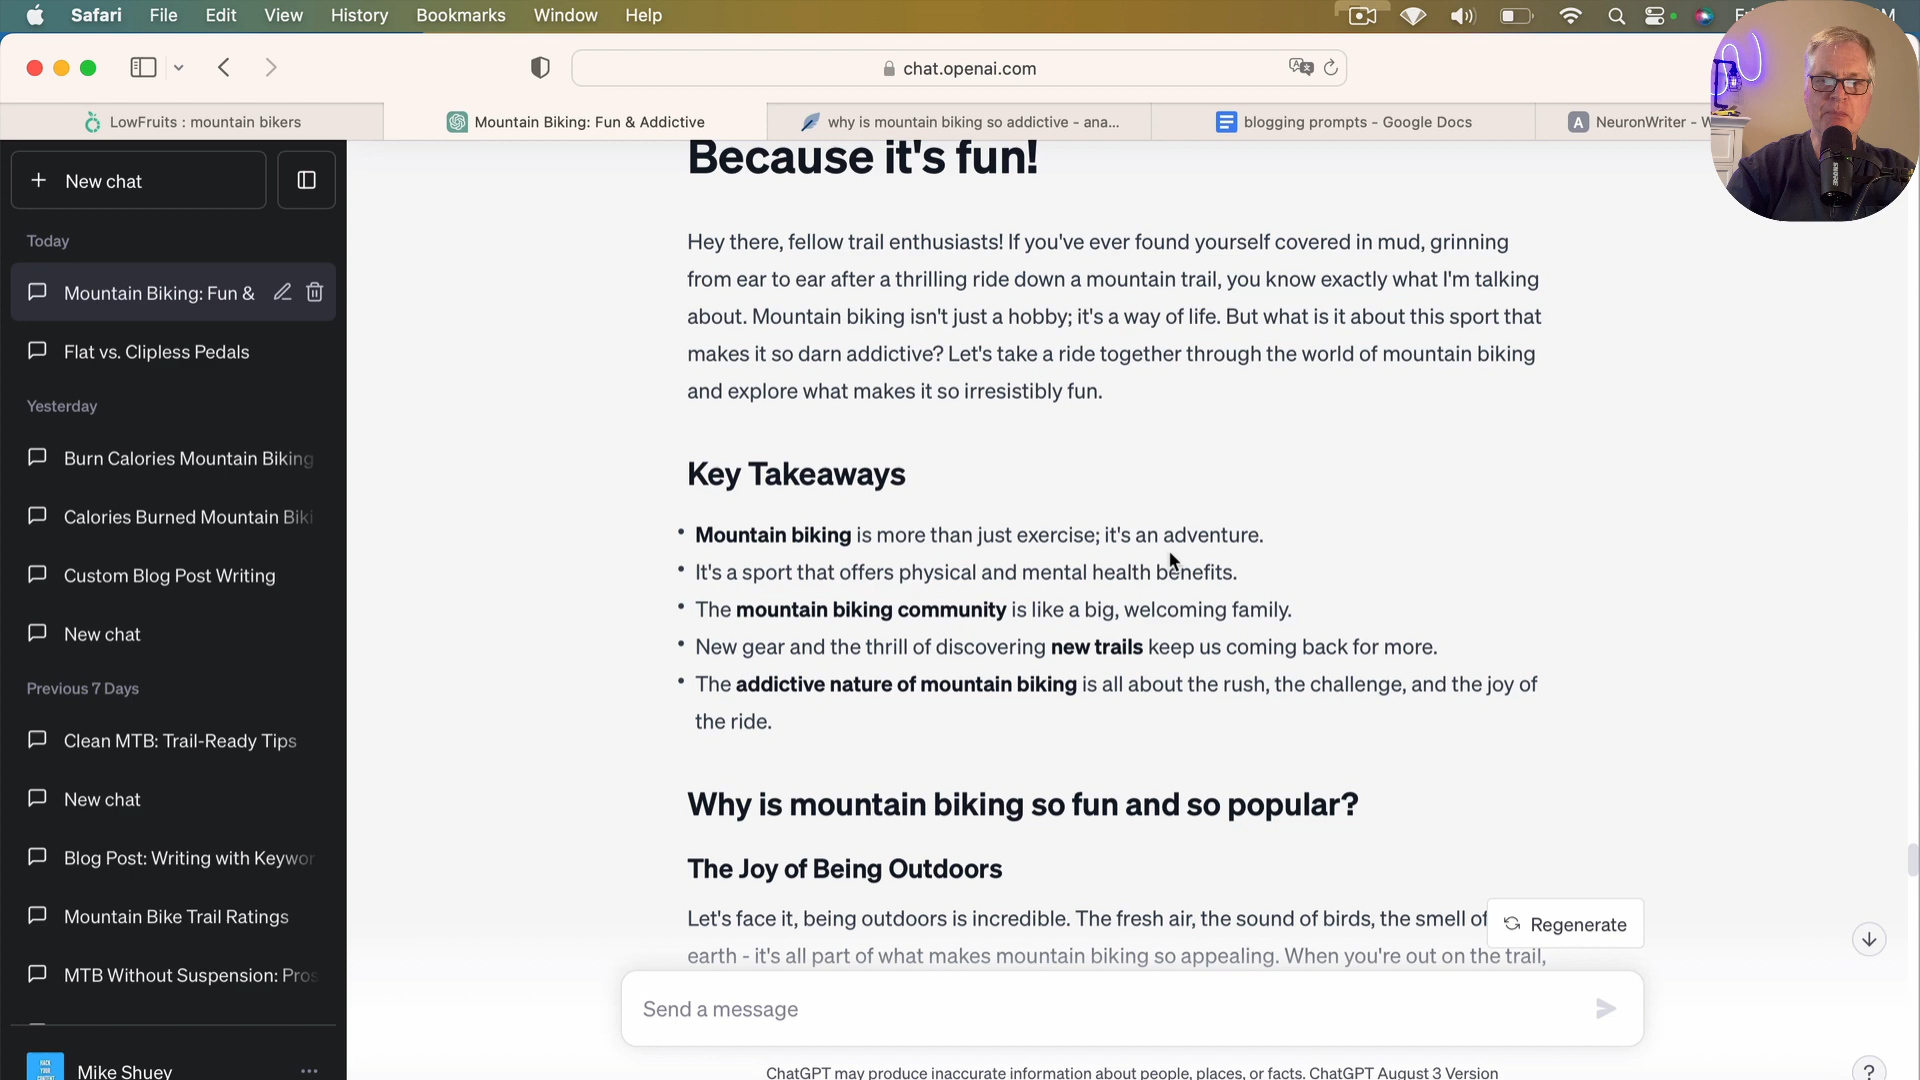 Safari File Edit View History Bookmarks Window Help
chat.openai.com
LowFruits : mountain bikers
Mountain Biking: Fun & Addictive
why is mountain biking so addictive - ana...
blogging prompts - Google Docs
A NeuronWriter -
+ New chat
Today
Mountain Biking: Fun &
Flat vs. Clipless Pedals
Yesterday
Burn Calories Mountain Biking
Calories Burned Mountain Biki
Custom Blog Post Writing
New chat
Previous 7 Days
Clean MTB: Trail-Ready Tips
New chat
Blog Post: Writing with Keywor
Mountain Bike Trail Ratings
MTB Without Suspension: Pros
Mike Shuey
Because it's fun!
Hey there, fellow trail enthusiasts! If you've ever found yourself covered in mud, grinning
from ear to ear after a thrilling ride down a mountain trail, you know exactly what I'm talking
about. Mountain biking isn't just a hobby; it's a way of life. But what is it about this sport that
makes it so darn addictive? Let's take a ride together through the world of mountain biking
and explore what makes it so irresistibly fun.
Key Takeaways
• Mountain biking is more than just exercise; it's an adventure.
• It's a sport that offers physical and mental health benefits.
• The mountain biking community is like a big, welcoming family.
• New gear and the thrill of discovering new trails keep us coming back for more.
• The addictive nature of mountain biking is all about the rush, the challenge, and the joy of
the ride.
Why is mountain biking so fun and so popular?
The Joy of Being Outdoors
Let's face it, being outdoors is incredible. The fresh air, the sound of birds, the smell of
earth - it's all part of what makes mountain biking so appealing. When you're out on the trail,
Regenerate
Send a message
ChatGPT may produce inaccurate information about people, places, or facts. ChatGPT August 3 Version
?